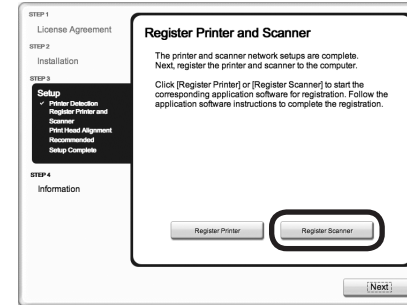 STEP 1
License Agreement
STEP 2
Installation
STEP 3
Setup
✓ Printer Detection
Register Printer and
Scanner
Print Head Alignment
Recommended
Setup Complete
STEP 4
Information
Register Printer and Scanner
The printer and scanner network setups are complete.
Next, register the printer and scanner to the computer.
Click [Register Printer] or [Register Scanner] to start the
corresponding application software for registration. Follow the
application software instructions to complete the registration.
Register Printer
Register Scanner
Next